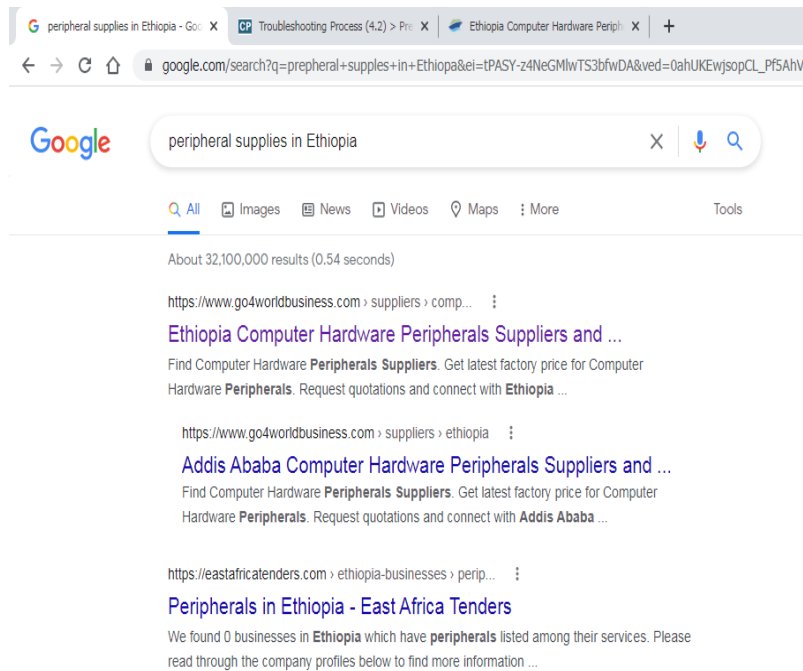 peripheral supplies in Ethiopia - Goo
CP Troubleshooting Process (4.2) > Pre
Ethiopia Computer Hardware Periph
google.com/search?q=prepheral+supples+in+Ethiopa&ei=tPASY-z4NeGMlwTS3bfwDA&ved=0ahUKEwjsopCL_Pf5AhV
Google
peripheral supplies in Ethiopia
All Images News Videos Maps More Tools
About 32,100,000 results (0.54 seconds)
https://www.go4worldbusiness.com › suppliers › comp...
Ethiopia Computer Hardware Peripherals Suppliers and ...
Find Computer Hardware Peripherals Suppliers. Get latest factory price for Computer
Hardware Peripherals. Request quotations and connect with Ethiopia ...
https://www.go4worldbusiness.com › suppliers › ethiopia
Addis Ababa Computer Hardware Peripherals Suppliers and ...
Find Computer Hardware Peripherals Suppliers. Get latest factory price for Computer
Hardware Peripherals. Request quotations and connect with Addis Ababa ...
https://eastafricatenders.com › ethiopia-businesses › perip...
Peripherals in Ethiopia - East Africa Tenders
We found 0 businesses in Ethiopia which have peripherals listed among their services. Please
read through the company profiles below to find more information ...